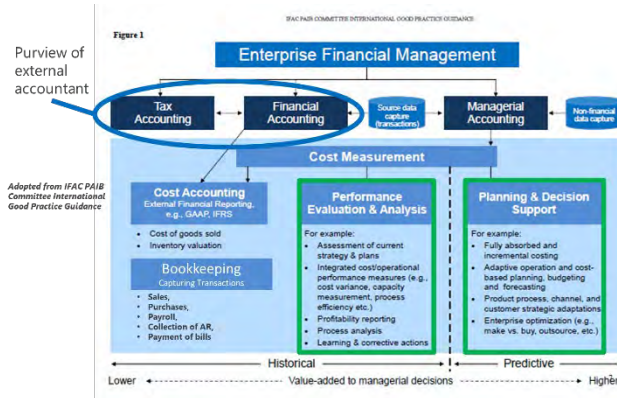 IFAC PAIB COMMITTEE INTERNATIONAL GOOD PRACTICE GUIDANCE
Figure 1
Purview of
external
accountant
Enterprise Financial Management
Tax
Accounting
Financial
Accounting
Source data
capture
(transactions)
Managerial
Accounting
Non-financial
data capture
Cost Measurement
Adopted from IFAC PAIB
Committee International
Good Practice Guidance
Cost Accounting
External Financial Reporting,
e.g., GAAP, IFRS
• Cost of goods sold
• Inventory valuation
Bookkeeping
Capturing Transactions
• Sales,
• Purchases,
• Payroll,
• Collection of AR,
• Payment of bills
Performance
Evaluation & Analysis
For example:
• Assessment of current
strategy & plans
• Integrated cost/operational
performance measures (e.g.,
cost variance, capacity
measurement, process
efficiency etc.)
• Profitability reporting
• Process analysis
• Learning & corrective actions
Planning & Decision
Support
For example:
• Fully absorbed and
incremental costing
• Adaptive operation and cost-
based planning, budgeting
and forecasting
• Product process, channel, and
customer strategic adaptations
• Enterprise optimization (e.g.,
make vs. buy, outsource, etc.)
Historical
Predictive
Lower
Value-added to managerial decisions
Higher